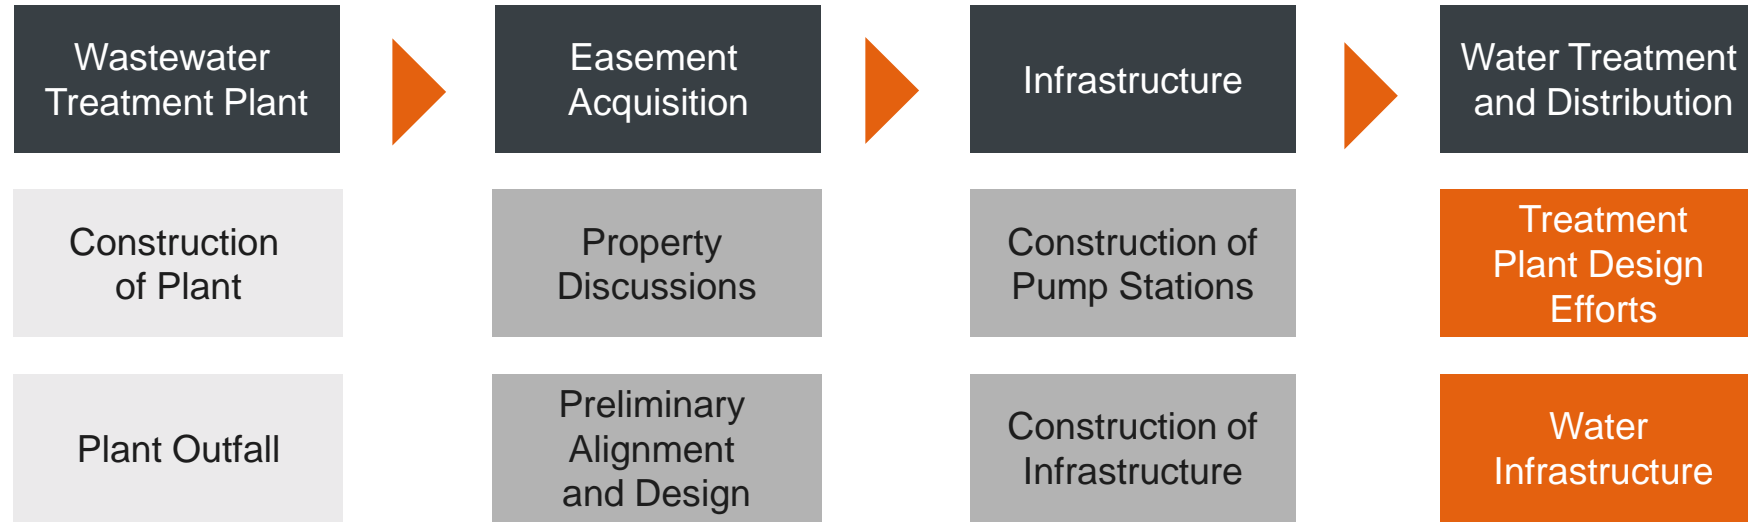 Wastewater
Treatment Plant
Easement
Acquisition
Infrastructure
Water Treatment
and Distribution
Construction
of Plant
Property
Discussions
Construction of
Pump Stations
Treatment
Plant Design
Efforts
Plant Outfall
Preliminary
Alignment
and Design
Construction of
Infrastructure
Water
Infrastructure